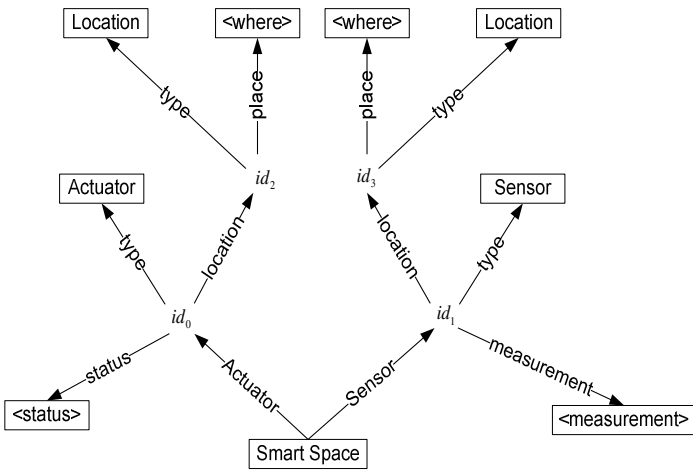 Location
<where>
<where>
Location
type
place
place
type
Actuator
id2
id3
Sensor
type
location
location
type
id0
id1
status
Actuator
Sensor
measurement
<status>
<measurement>
Smart Space